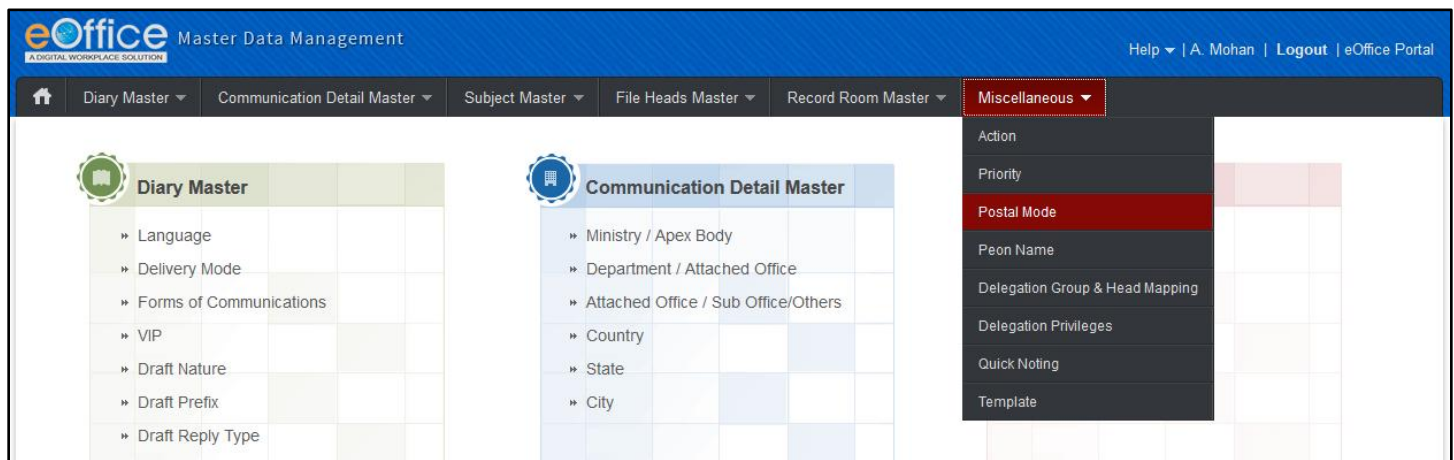 eOffice Master Data Management
A DIGITAL WORKPLACE SOLUTION
Help | A. Mohan | Logout | eOffice Portal
Diary Master Communication Detail Master Subject Master File Heads Master Record Room Master Miscellaneous
Action
Priority
Postal Mode
Peon Name
Delegation Group & Head Mapping
Delegation Privileges
Quick Noting
Template
Diary Master
Language
Delivery Mode
Forms of Communications
VIP
Draft Nature
Draft Prefix
Draft Reply Type
Communication Detail Master
Ministry / Apex Body
Department / Attached Office
Attached Office / Sub Office/Others
Country
State
City